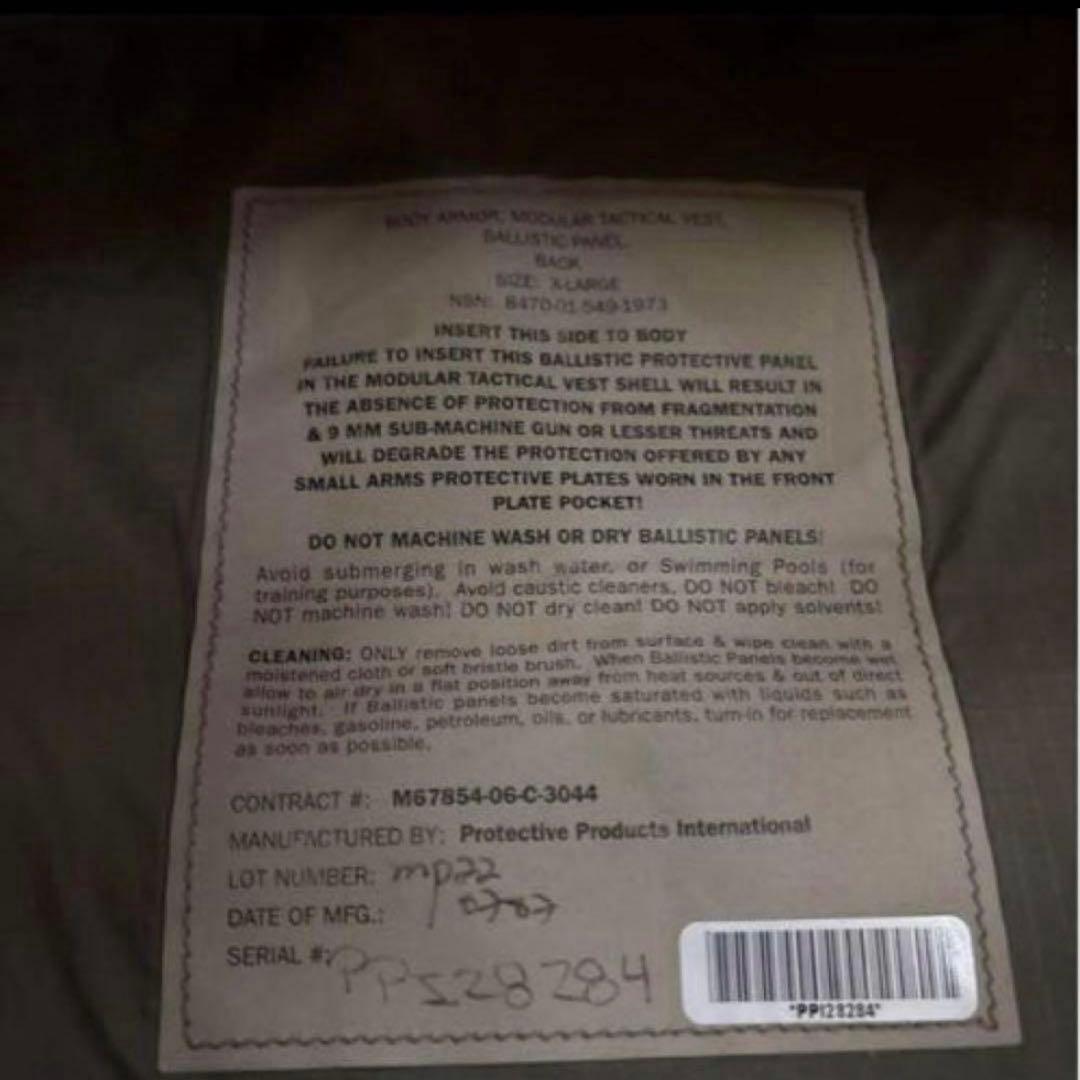 BODY ARMOR, MODULAR TACTICAL VEST,
BALLISTIC PANEL,
BACK
SIZE: X-LARGE
NSN: 8470-01-549-1973
INSERT THIS SIDE TO BODY
FAILURE TO INSERT THIS BALLISTIC PROTECTIVE PANEL
IN THE MODULAR TACTICAL VEST SHELL WILL RESULT IN
THE ABSENCE OF PROTECTION FROM FRAGMENTATION
& 9 MM SUB-MACHINE GUN OR LESSER THREATS AND
WILL DEGRADE THE PROTECTION OFFERED BY ANY
SMALL ARMS PROTECTIVE PLATES WORN IN THE FRONT
PLATE POCKET!
DO NOT MACHINE WASH OR DRY BALLISTIC PANELS!
Avoid submerging in wash water, or Swimming Pools (for
training purposes). Avoid caustic cleaners, DO NOT bleach! DO
NOT machine wash! DO NOT dry clean! DO NOT apply solvents!
CLEANING: ONLY remove loose dirt from surface & wipe clean with a
moistened cloth or soft bristle brush. When Ballistic Panels become wet
allow to air dry in a flat position away from heat sources & out of direct
sunlight. If Ballistic panels become saturated with liquids such as
bleaches, gasoline, petroleum, oils, or lubricants, turn-in for replacement
as soon as possible.
CONTRACT #: M67854-06-C-3044
MANUFACTURED BY: Protective Products International
LOT NUMBER: mp22
DATE OF MFG.:
SERIAL #: PPI28284
*PPI28284*